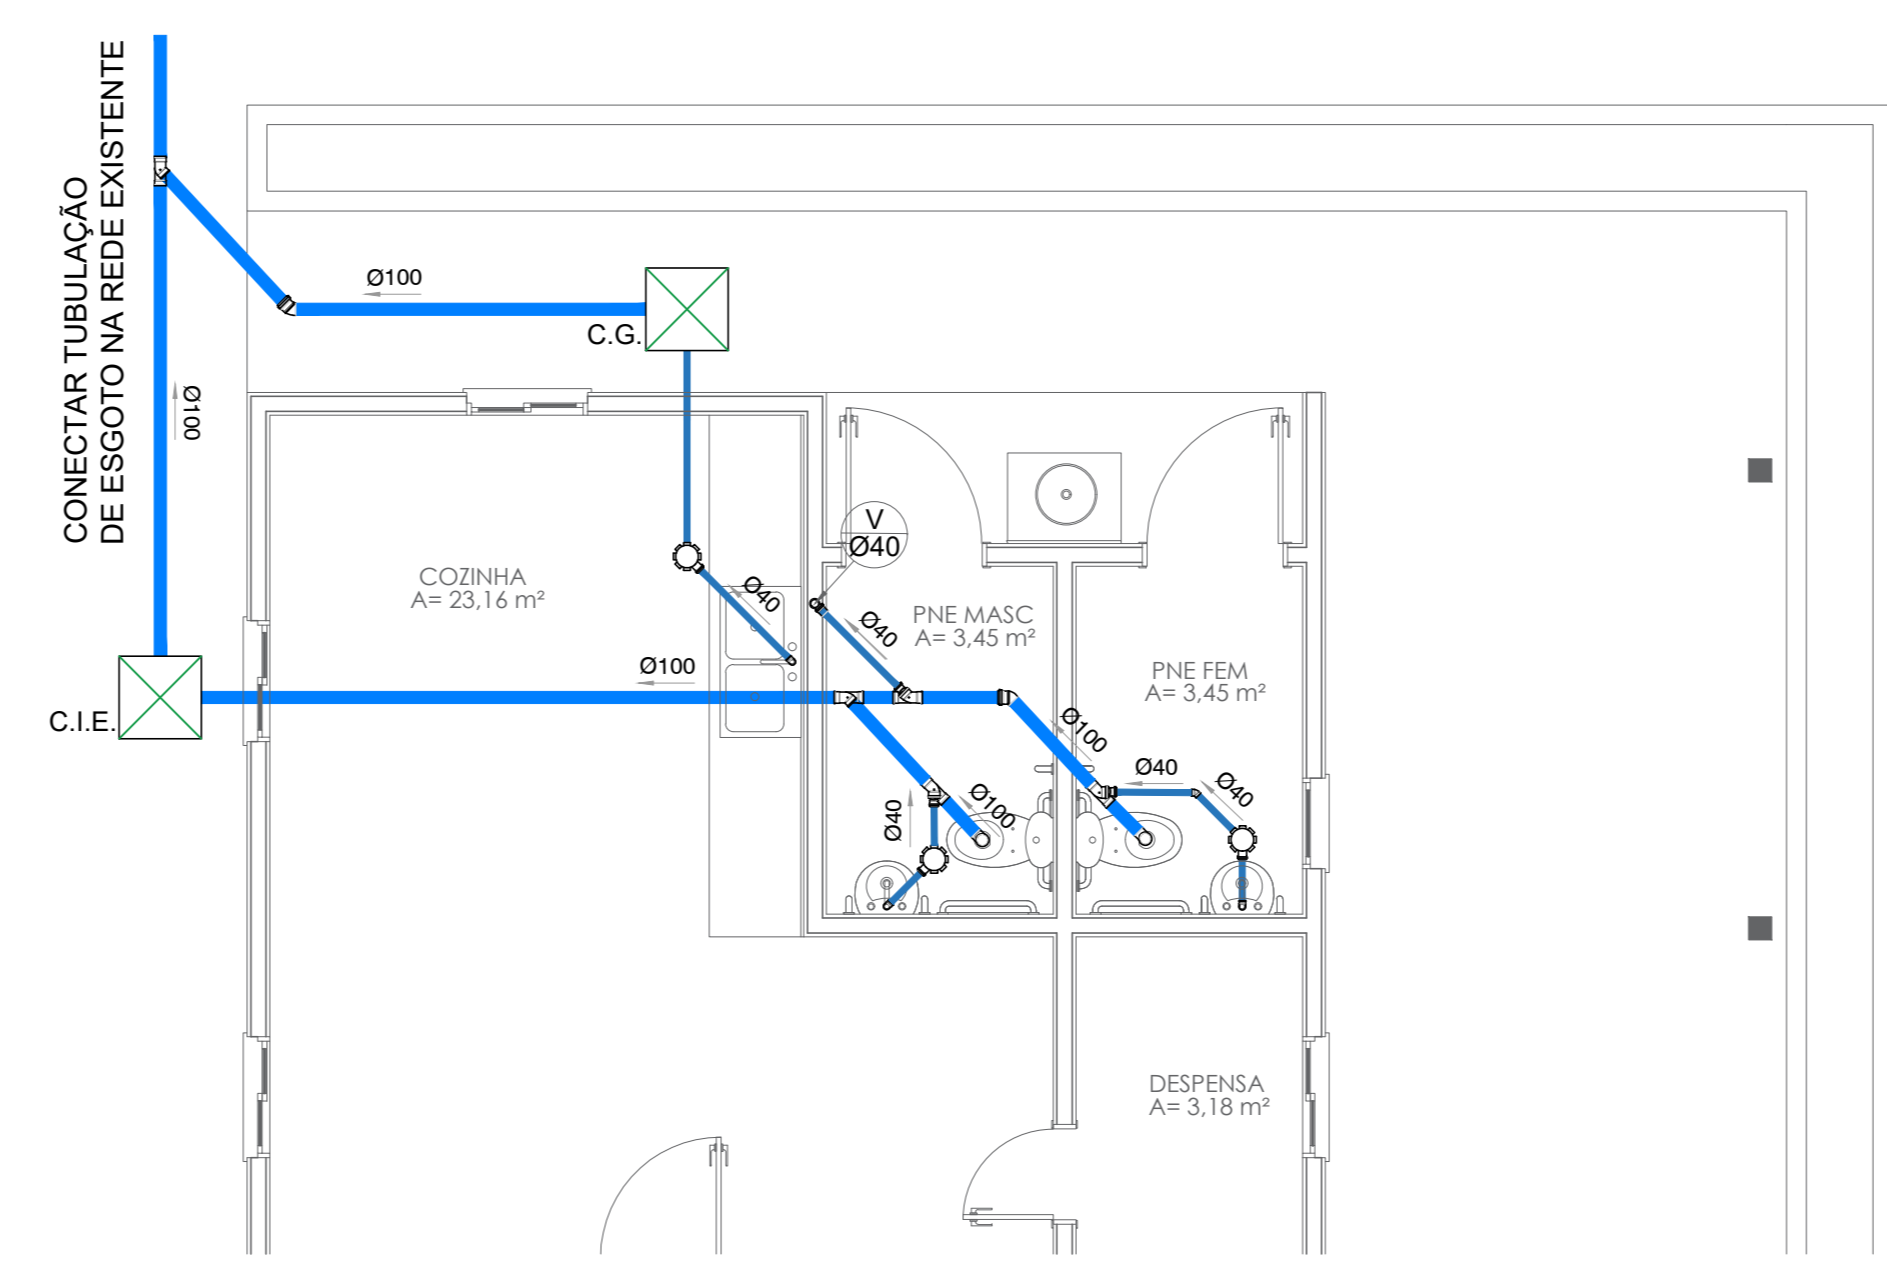 CONECTAR TUBULAÇÃO
DE ESGOTO NA REDE EXISTENTE
Ø100
C.G.
Ø100
V
Ø40
COZINHA
A= 23,16 m²
Ø40
PNE MASC
A= 3,45 m²
Ø40
Ø100
PNE FEM
A= 3,45 m²
C.I.E.
Ø100
Ø40
Ø40
Ø100
Ø40
DESPENSA
A= 3,18 m²